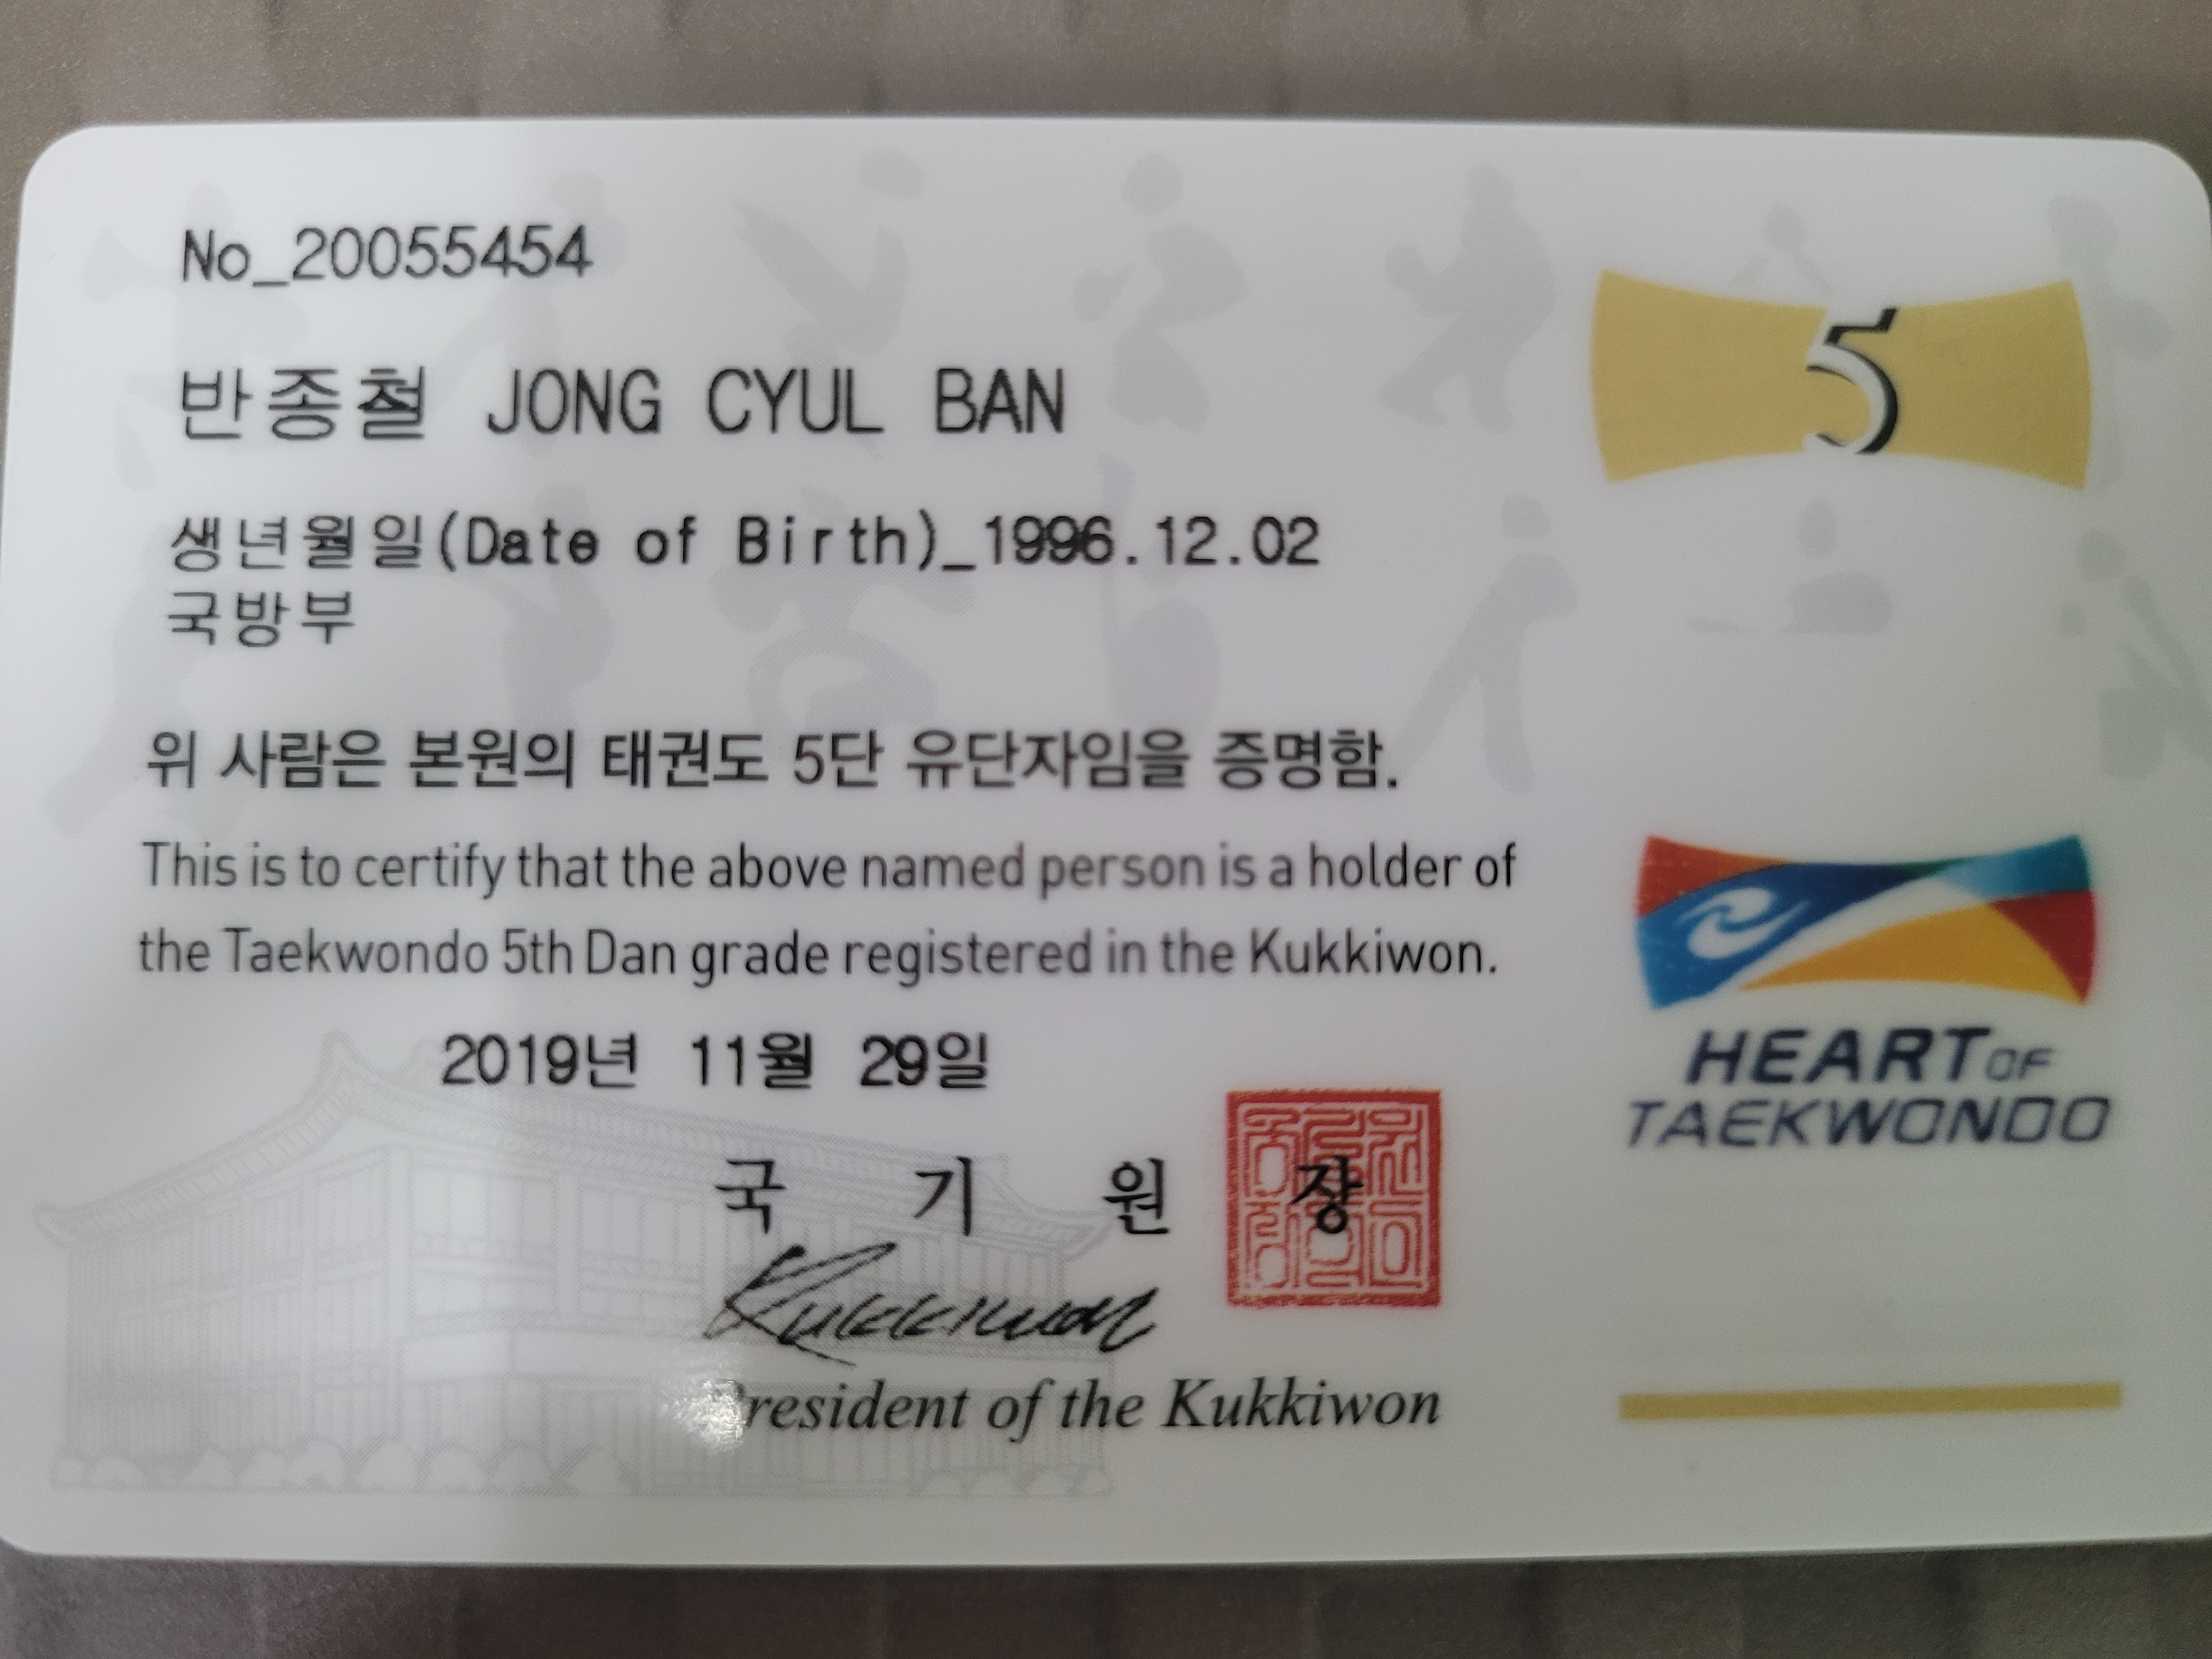 No_20055454
5
반종철 JONG CYUL BAN
생년월일(Date of Birth)_1996.12.02
국방부
위 사람은 본원의 태권도 5단 유단자임을 증명함.
This is to certify that the above named person is a holder of
the Taekwondo 5th Dan grade registered in the Kukkiwon.
HEART OF
TAEKWONDO
2019년 11월 29일
국 기 원 장
Kukkiwon
President of the Kukkiwon